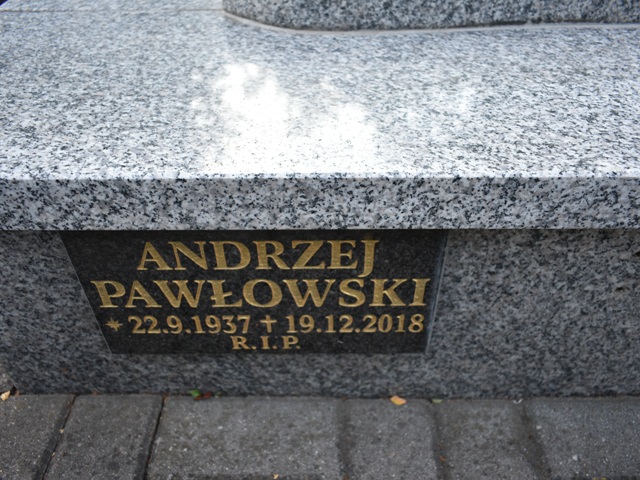 ANDRZEJ
PAWŁOWSKI
* 22.9.1937 ✝ 19.12.2018
R.I.P.